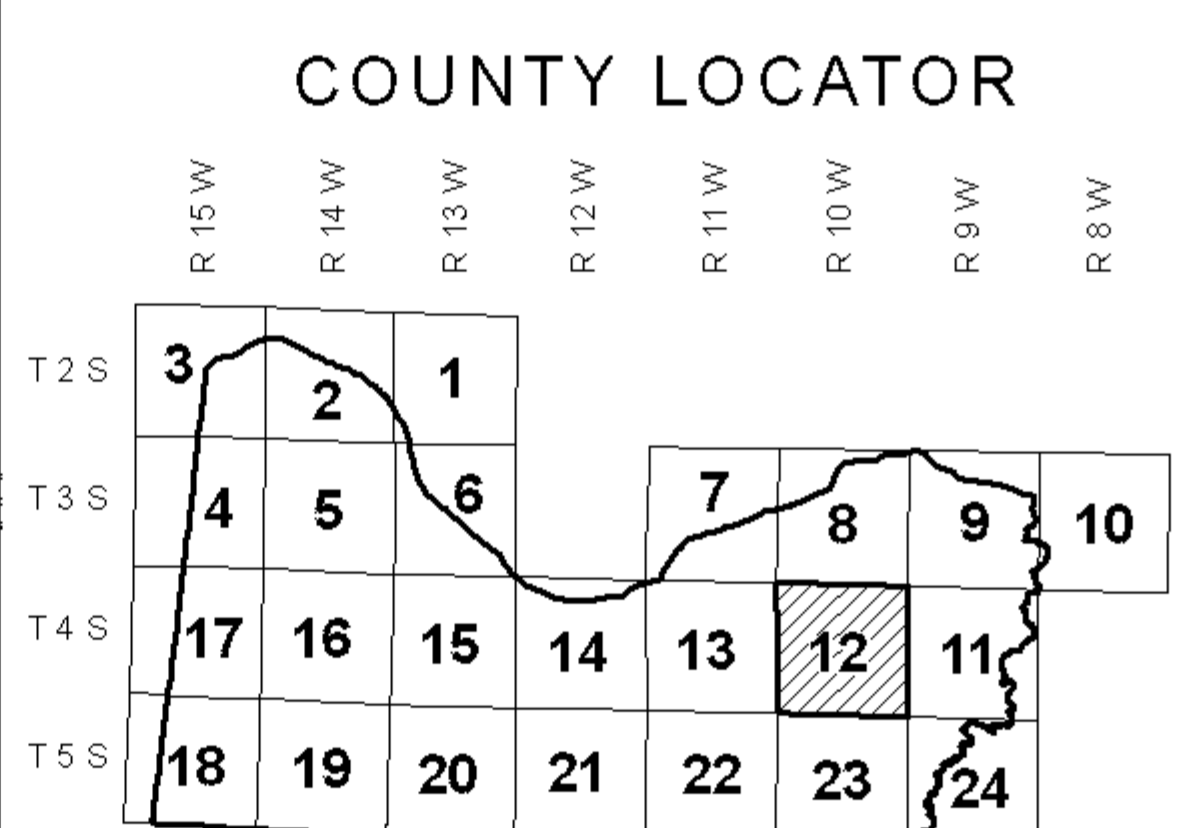 COUNTY LOCATOR
R 15 W R 14 W R 13 W R 12 W R 11 W R 10 W R 9 W R 8 W
T 2 S 3 2 1
T 3 S 4 5 6 7 8 9 10
T 4 S 17 16 15 14 13 12 11
T 5 S 18 19 20 21 22 23 24